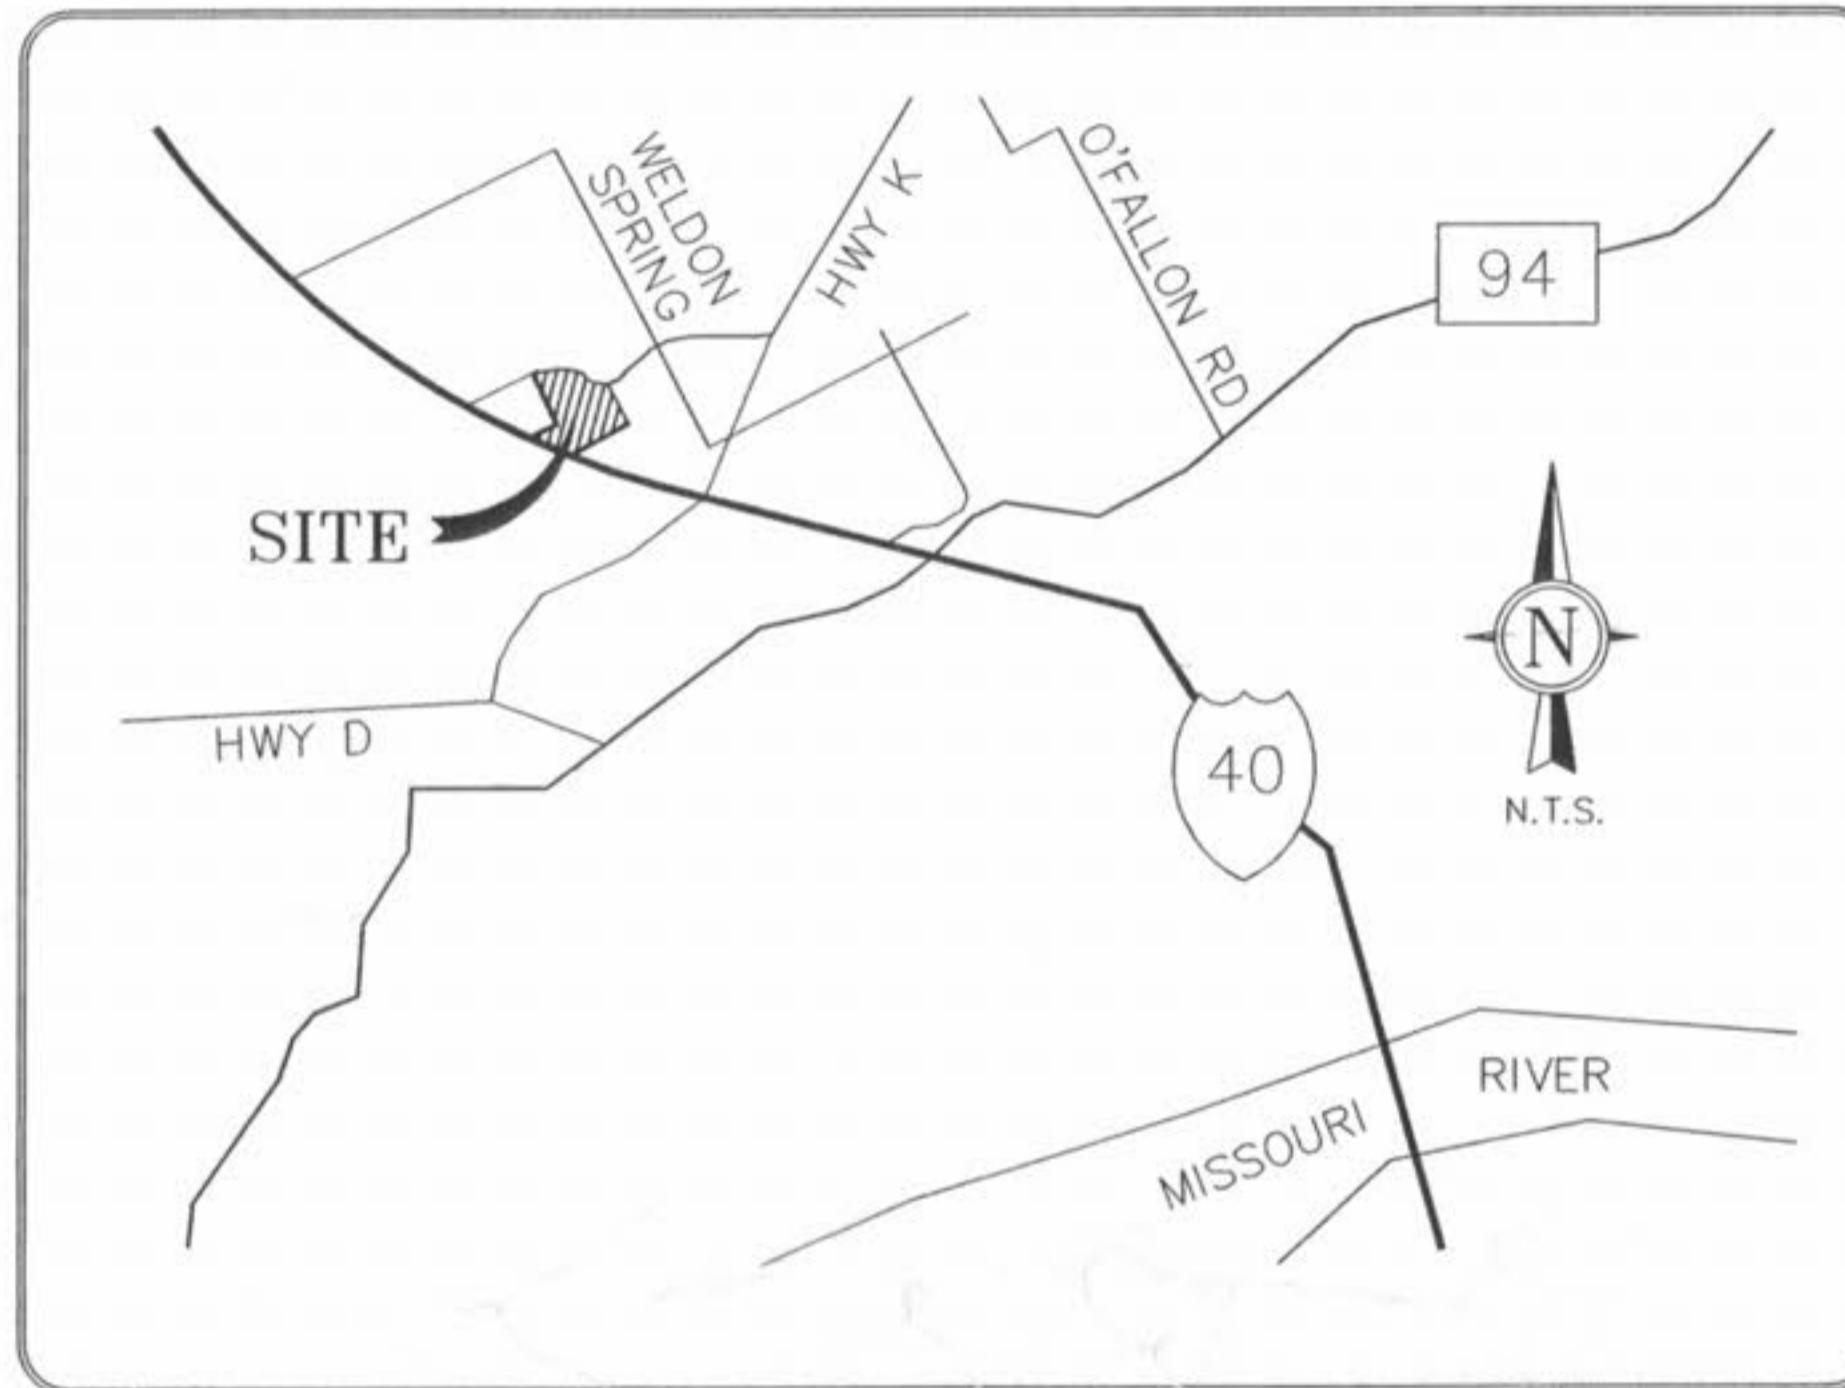 WELDON
SPRING
HWY K
O'FALLON RD
94
SITE
N
N.T.S.
HWY D
40
MISSOURI
RIVER